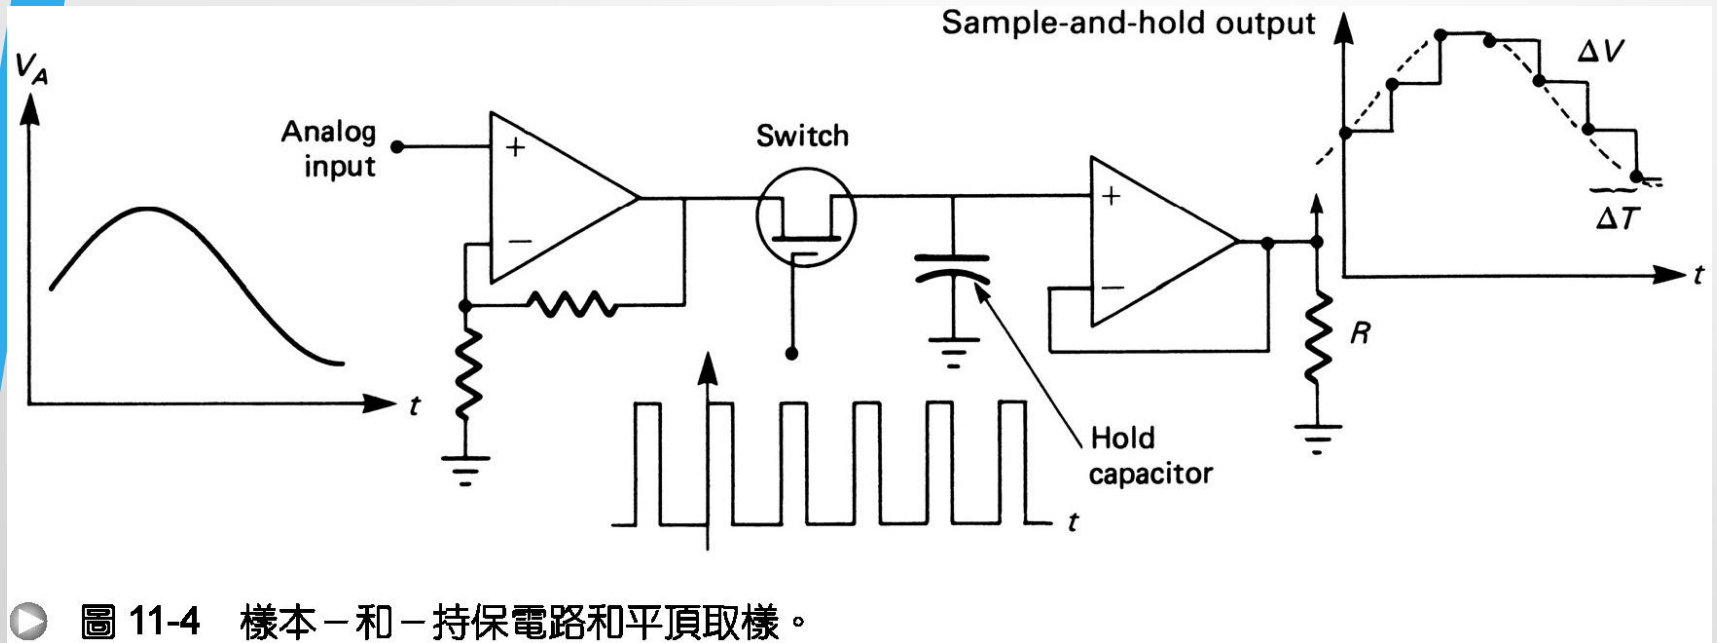 Sample-and-hold output
V_A
Analog
input
+
−
Switch
+
−
ΔV
ΔT
t
R
t
Hold
capacitor
t
圖 11-4 樣本－和－持保電路和平頂取樣。